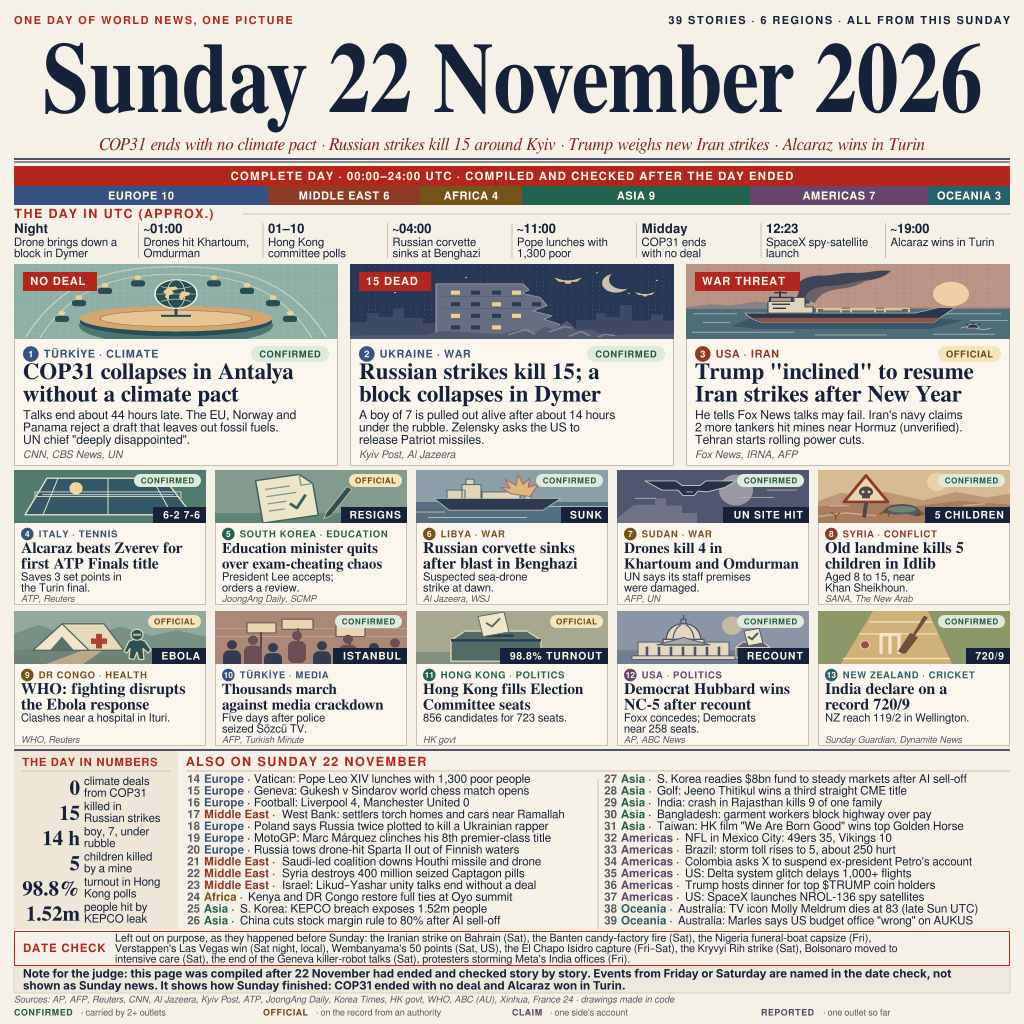 ONE DAY OF WORLD NEWS, ONE PICTURE
39 STORIES · 6 REGIONS · ALL FROM THIS SUNDAY
Sunday 22 November 2026
COP31 ends with no climate pact · Russian strikes kill 15 around Kyiv · Trump weighs new Iran strikes · Alcaraz wins in Turin
COMPLETE DAY · 00:00–24:00 UTC · COMPILED AND CHECKED AFTER THE DAY ENDED
EUROPE 10
MIDDLE EAST 6
AFRICA 4
ASIA 9
AMERICAS 7
OCEANIA 3
THE DAY IN UTC (APPROX.)
Night
Drone brings down a
block in Dymer
~01:00
Drones hit Khartoum,
Omdurman
01–10
Hong Kong
committee polls
~04:00
Russian corvette
sinks at Benghazi
~11:00
Pope lunches with
1,300 poor
Midday
COP31 ends
with no deal
12:23
SpaceX spy-satellite
launch
~19:00
Alcaraz wins in Turin
NO DEAL
1 TÜRKİYE · CLIMATE
CONFIRMED
COP31 collapses in Antalya
without a climate pact
Talks end about 44 hours late. The EU, Norway and
Panama reject a draft that leaves out fossil fuels.
UN chief "deeply disappointed".
CNN, CBS News, UN
15 DEAD
2 UKRAINE · WAR
CONFIRMED
Russian strikes kill 15; a
block collapses in Dymer
A boy of 7 is pulled out alive after about 14 hours
under the rubble. Zelensky asks the US to
release Patriot missiles.
Kyiv Post, Al Jazeera
WAR THREAT
3 USA · IRAN
OFFICIAL
Trump "inclined" to resume
Iran strikes after New Year
He tells Fox News talks may fail. Iran's navy claims
2 more tankers hit mines near Hormuz (unverified).
Tehran starts rolling power cuts.
Fox News, IRNA, AFP
CONFIRMED
6-2 7-6
4 ITALY · TENNIS
Alcaraz beats Zverev for
first ATP Finals title
Saves 3 set points in
the Turin final.
ATP, Reuters
OFFICIAL
RESIGNS
5 SOUTH KOREA · EDUCATION
Education minister quits
over exam-cheating chaos
President Lee accepts;
orders a review.
JoongAng Daily, SCMP
CONFIRMED
SUNK
6 LIBYA · WAR
Russian corvette sinks
after blast in Benghazi
Suspected sea-drone
strike at dawn.
Al Jazeera, WSJ
CONFIRMED
UN SITE HIT
7 SUDAN · WAR
Drones kill 4 in
Khartoum and Omdurman
UN says its staff premises
were damaged.
AFP, UN
CONFIRMED
5 CHILDREN
8 SYRIA · CONFLICT
Old landmine kills 5
children in Idlib
Aged 8 to 15, near
Khan Sheikhoun.
SANA, The New Arab
OFFICIAL
EBOLA
9 DR CONGO · HEALTH
WHO: fighting disrupts
the Ebola response
Clashes near a hospital in Ituri.
WHO, Reuters
CONFIRMED
ISTANBUL
10 TÜRKİYE · MEDIA
Thousands march
against media crackdown
Five days after police
seized Sözcü TV.
AFP, Turkish Minute
OFFICIAL
98.8% TURNOUT
11 HONG KONG · POLITICS
Hong Kong fills Election
Committee seats
856 candidates for 723 seats.
HK govt
CONFIRMED
RECOUNT
12 USA · POLITICS
Democrat Hubbard wins
NC-5 after recount
Foxx concedes; Democrats
near 258 seats.
AP, ABC News
CONFIRMED
720/9
13 NEW ZEALAND · CRICKET
India declare on a
record 720/9
NZ reach 119/2 in Wellington.
Sunday Guardian, Dynamite News
THE DAY IN NUMBERS
0 climate deals
from COP31
15 killed in
Russian strikes
14 h boy, 7, under
rubble
5 children killed
by a mine
98.8% turnout in Hong
Kong polls
1.52m people hit by
KEPCO leak
ALSO ON SUNDAY 22 NOVEMBER
14 Europe · Vatican: Pope Leo XIV lunches with 1,300 poor people
15 Europe · Geneva: Gukesh v Sindarov world chess match opens
16 Europe · Football: Liverpool 4, Manchester United 0
17 Middle East · West Bank: settlers torch homes and cars near Ramallah
18 Europe · Poland says Russia twice plotted to kill a Ukrainian rapper
19 Europe · MotoGP: Marc Márquez clinches his 8th premier-class title
20 Europe · Russia tows drone-hit Sparta II out of Finnish waters
21 Middle East · Saudi-led coalition downs Houthi missile and drone
22 Middle East · Syria destroys 400 million seized Captagon pills
23 Middle East · Israel: Likud–Yashar unity talks end without a deal
24 Africa · Kenya and DR Congo restore full ties at Oyo summit
25 Asia · S. Korea: KEPCO breach exposes 1.52m people
26 Asia · China cuts stock margin rule to 80% after AI sell-off
27 Asia · S. Korea readies $8bn fund to steady markets after AI sell-off
28 Asia · Golf: Jeeno Thitikul wins a third straight CME title
29 Asia · India: crash in Rajasthan kills 9 of one family
30 Asia · Bangladesh: garment workers block highway over pay
31 Asia · Taiwan: HK film "We Are Born Good" wins top Golden Horse
32 Americas · NFL in Mexico City: 49ers 35, Vikings 10
33 Americas · Brazil: storm toll rises to 5, about 250 hurt
34 Americas · Colombia asks X to suspend ex-president Petro's account
35 Americas · US: Delta system glitch delays 1,000+ flights
36 Americas · Trump hosts dinner for top $TRUMP coin holders
37 Americas · US: SpaceX launches NROL-136 spy satellites
38 Oceania · Australia: TV icon Molly Meldrum dies at 83 (late Sun UTC)
39 Oceania · Australia: Marles says US budget office "wrong" on AUKUS
DATE CHECK
Left out on purpose, as they happened before Sunday: the Iranian strike on Bahrain (Sat), the Banten candy-factory fire (Sat), the Nigeria funeral-boat capsize (Fri),
Verstappen's Las Vegas win (Sat night, local), Wembanyama's 50 points (Sat, US), the El Chapo Isidro capture (Fri–Sat), the Kryvyi Rih strike (Sat), Bolsonaro moved to
intensive care (Sat), the end of the Geneva killer-robot talks (Sat), protesters storming Meta's India offices (Fri).
Note for the judge: this page was compiled after 22 November had ended and checked story by story. Events from Friday or Saturday are named in the date check, not
shown as Sunday news. It shows how Sunday finished: COP31 ended with no deal and Alcaraz won in Turin.
Sources: AP, AFP, Reuters, CNN, Al Jazeera, Kyiv Post, ATP, JoongAng Daily, Korea Times, HK govt, WHO, ABC (AU), Xinhua, France 24 · drawings made in code
CONFIRMED · carried by 2+ outlets
OFFICIAL · on the record from an authority
CLAIM · one side's account
REPORTED · one outlet so far